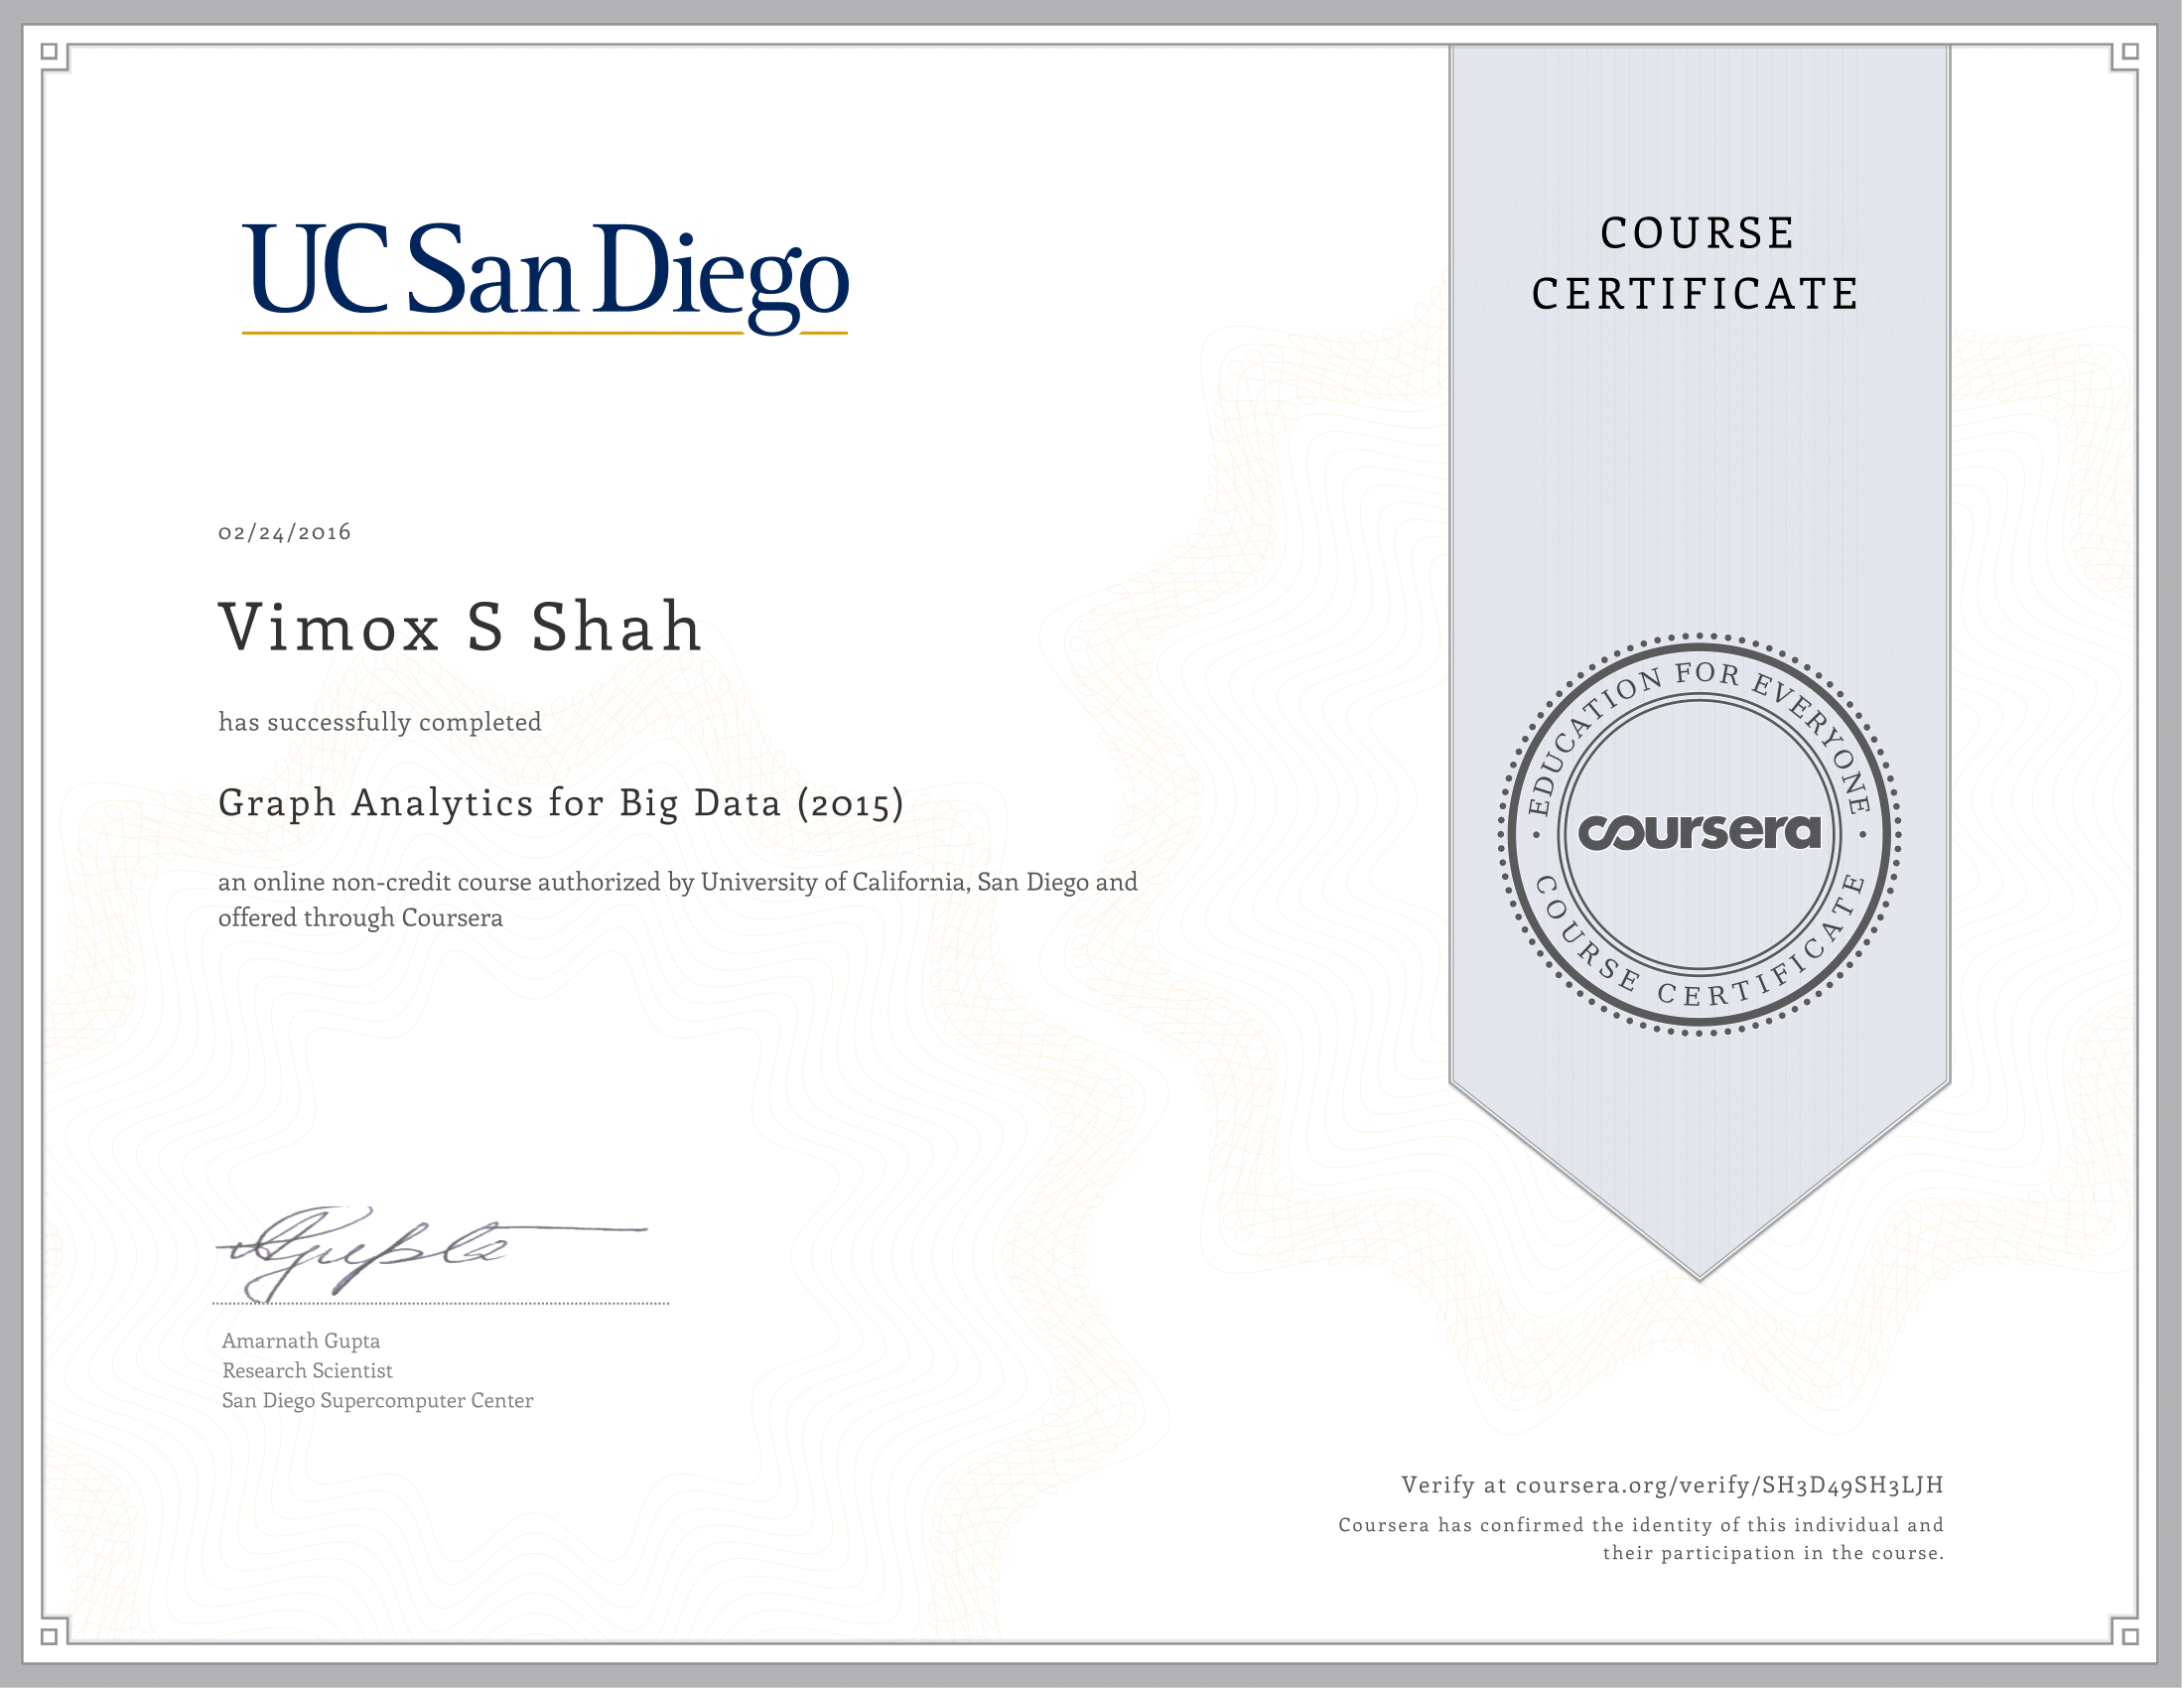 UC San Diego
COURSE
CERTIFICATE
02/24/2016
Vimox S Shah
has successfully completed
Graph Analytics for Big Data (2015)
an online non-credit course authorized by University of California, San Diego and
offered through Coursera
EDUCATION FOR EVERYONE
coursera
COURSE CERTIFICATE
AGupta
Amarnath Gupta
Research Scientist
San Diego Supercomputer Center
Verify at coursera.org/verify/SH3D49SH3LJH
Coursera has confirmed the identity of this individual and
their participation in the course.